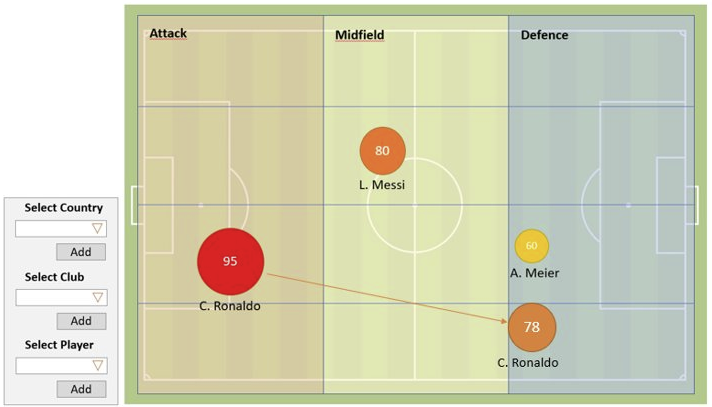 Attack
Midfield
Defence
80
L. Messi
Select Country
Add
Select Club
Add
Select Player
Add
95
C. Ronaldo
60
A. Meier
78
C. Ronaldo